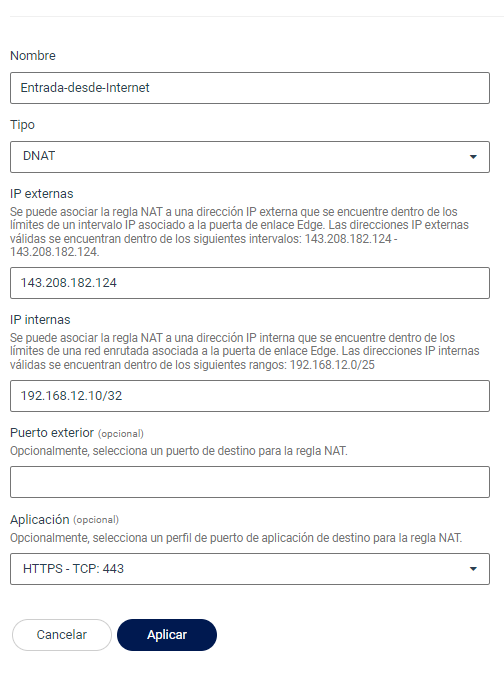 Nombre
Entrada-desde-Internet
Tipo
DNAT
IP externas
Se puede asociar la regla NAT a una dirección IP externa que se encuentre dentro de los
límites de un intervalo IP asociado a la puerta de enlace Edge. Las direcciones IP externas
válidas se encuentran dentro de los siguientes intervalos: 143.208.182.124 -
143.208.182.124.
143.208.182.124
IP internas
Se puede asociar la regla NAT a una dirección IP interna que se encuentre dentro de los
límites de una red enrutada asociada a la puerta de enlace Edge. Las direcciones IP internas
válidas se encuentran dentro de los siguientes rangos: 192.168.12.0/25
192.168.12.10/32
Puerto exterior (opcional)
Opcionalmente, selecciona un puerto de destino para la regla NAT.
Aplicación (opcional)
Opcionalmente, selecciona un perfil de puerto de aplicación de destino para la regla NAT.
HTTPS - TCP: 443
Cancelar Aplicar